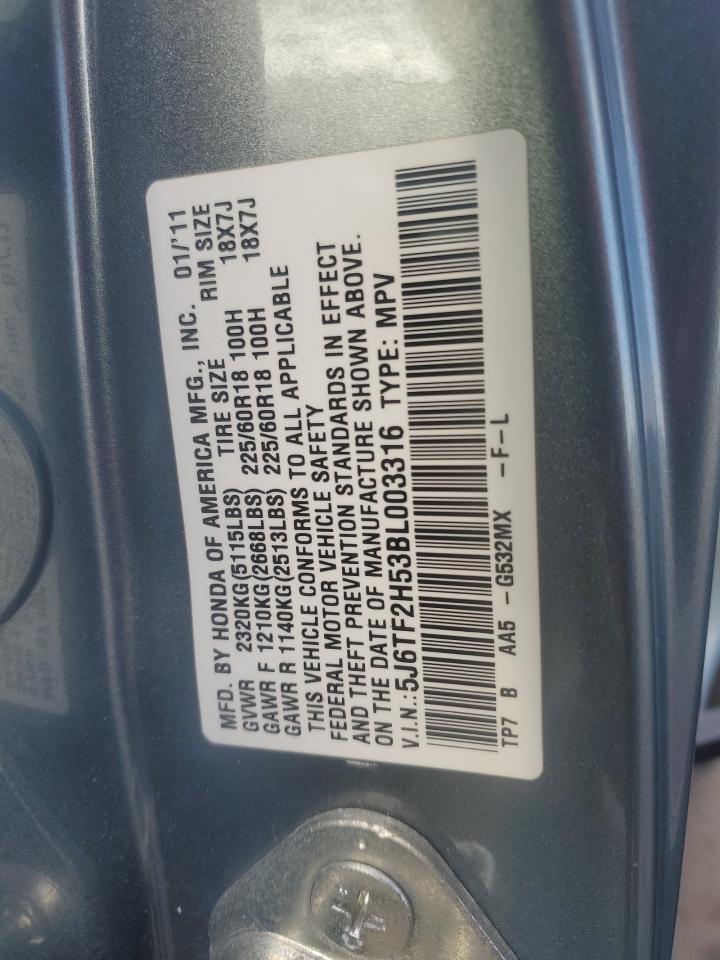 MFD. BY HONDA OF AMERICA MFG., INC. 01/'11
GVWR 2320KG(5115LBS) TIRE SIZE RIM SIZE
GAWR F 1210KG(2668LBS) 225/60R18 100H 18X7J
GAWR R 1140KG(2513LBS) 225/60R18 100H 18X7J
THIS VEHICLE CONFORMS TO ALL APPLICABLE
FEDERAL MOTOR VEHICLE SAFETY
AND THEFT PREVENTION STANDARDS IN EFFECT
ON THE DATE OF MANUFACTURE SHOWN ABOVE.
V.I.N.: 5J6TF2H53BL003316 TYPE: MPV
TP7 B AA5 - G532MX - F - L